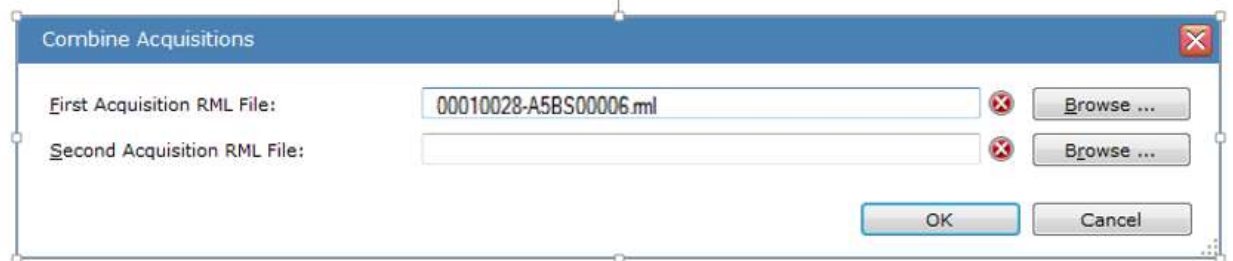 Combine Acquisitions
First Acquisition RML File: 00010028-A5BS00006.rml Browse ...
Second Acquisition RML File: Browse ...
OK Cancel